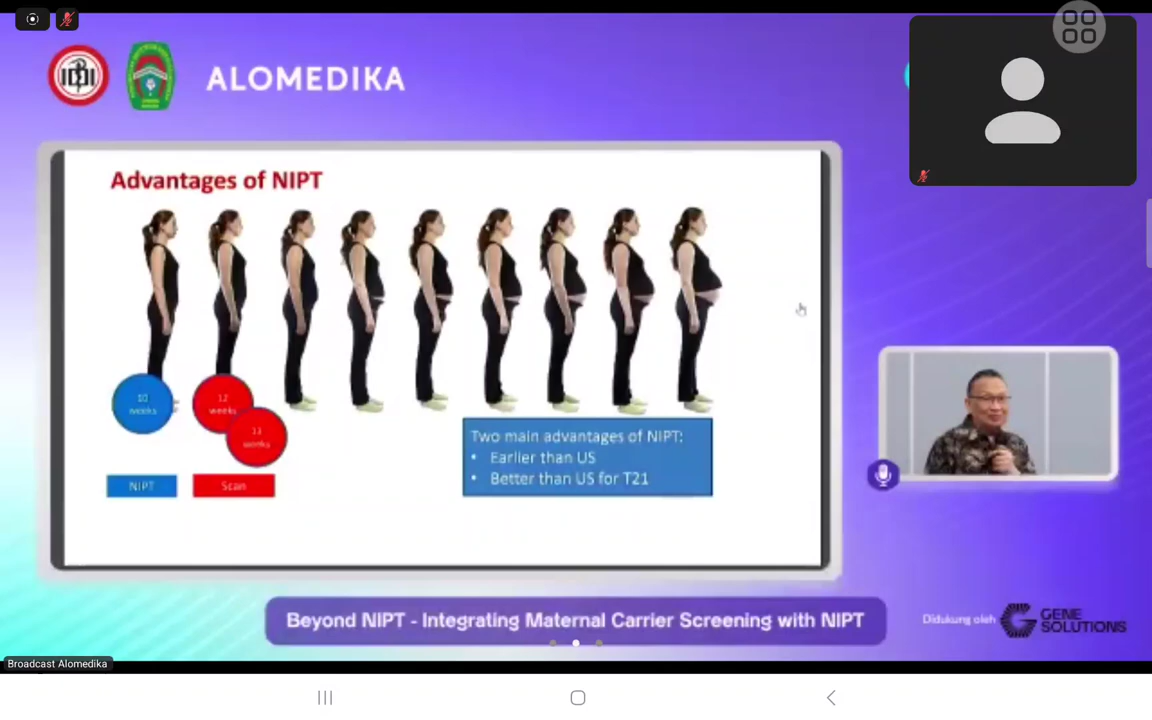 ALOMEDIKA
Advantages of NIPT
10
weeks
12
weeks
13
weeks
NIPT
Scan
Two main advantages of NIPT:
• Earlier than US
• Better than US for T21
Beyond NIPT - Integrating Maternal Carrier Screening with NIPT
Didukung oleh
GENE
SOLUTIONS
Broadcast Alomedika